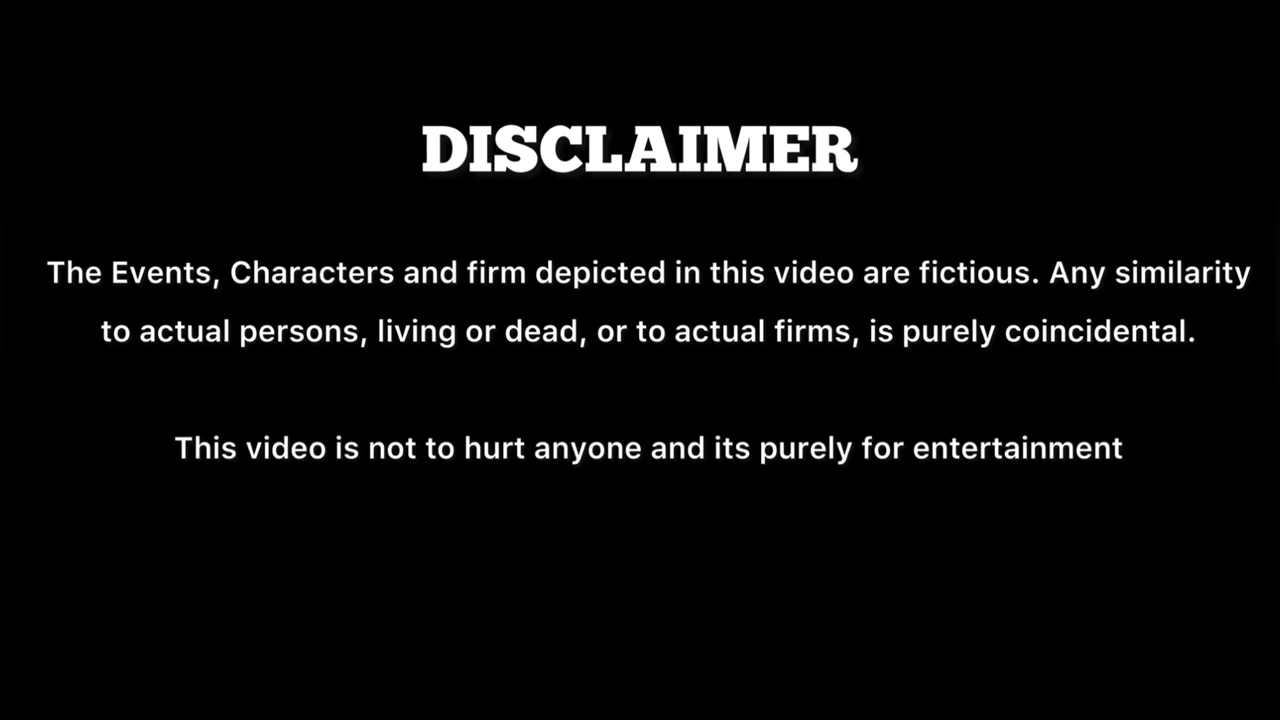 DISCLAIMER
The Events, Characters and firm depicted in this video are fictious. Any similarity
to actual persons, living or dead, or to actual firms, is purely coincidental.
This video is not to hurt anyone and its purely for entertainment